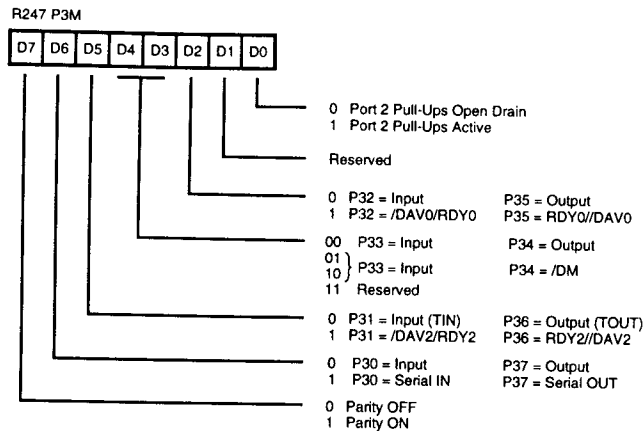 R247 P3M
D7 D6 D5 D4 D3 D2 D1 D0
0 Port 2 Pull-Ups Open Drain
1 Port 2 Pull-Ups Active
Reserved
0 P32 = Input P35 = Output
1 P32 = /DAV0/RDY0 P35 = RDY0//DAV0
00 P33 = Input P34 = Output
01
10 } P33 = Input P34 = /DM
11 Reserved
0 P31 = Input (TIN) P36 = Output (TOUT)
1 P31 = /DAV2/RDY2 P36 = RDY2//DAV2
0 P30 = Input P37 = Output
1 P30 = Serial IN P37 = Serial OUT
0 Parity OFF
1 Parity ON